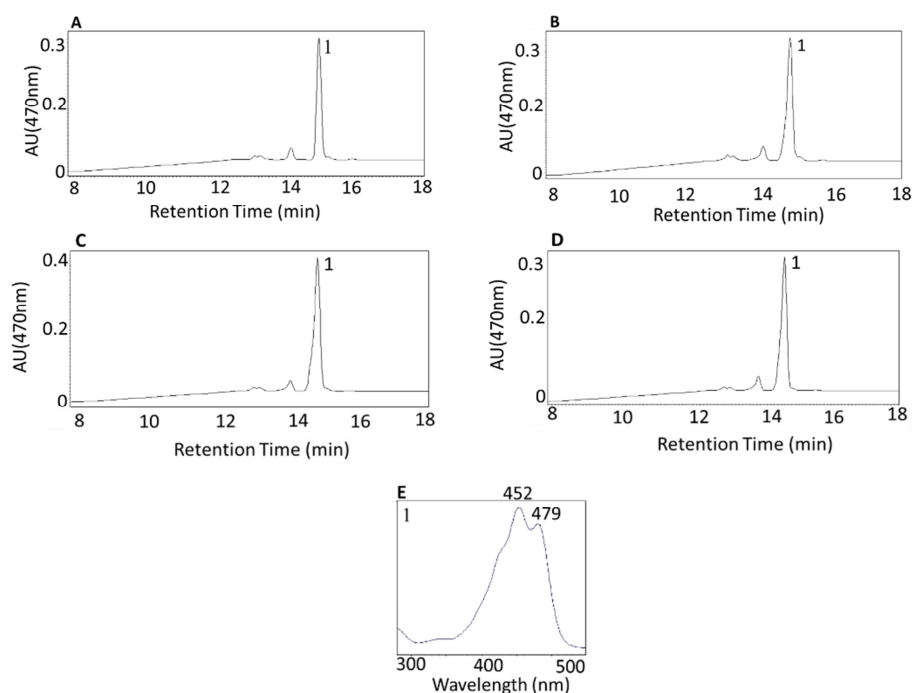 A
0.3
0.2
0
AU(470nm)
1
8 10 12 14 16 18
Retention Time (min)
B
0.3
0.2
0
AU(470nm)
1
8 10 12 14 16 18
Retention Time (min)
C
0.4
0.2
0
AU(470nm)
1
8 10 12 14 16 18
Retention Time (min)
D
0.3
0.2
0
AU(470nm)
1
8 10 12 14 16 18
Retention Time (min)
E
1
452
479
300 400 500
Wavelength (nm)